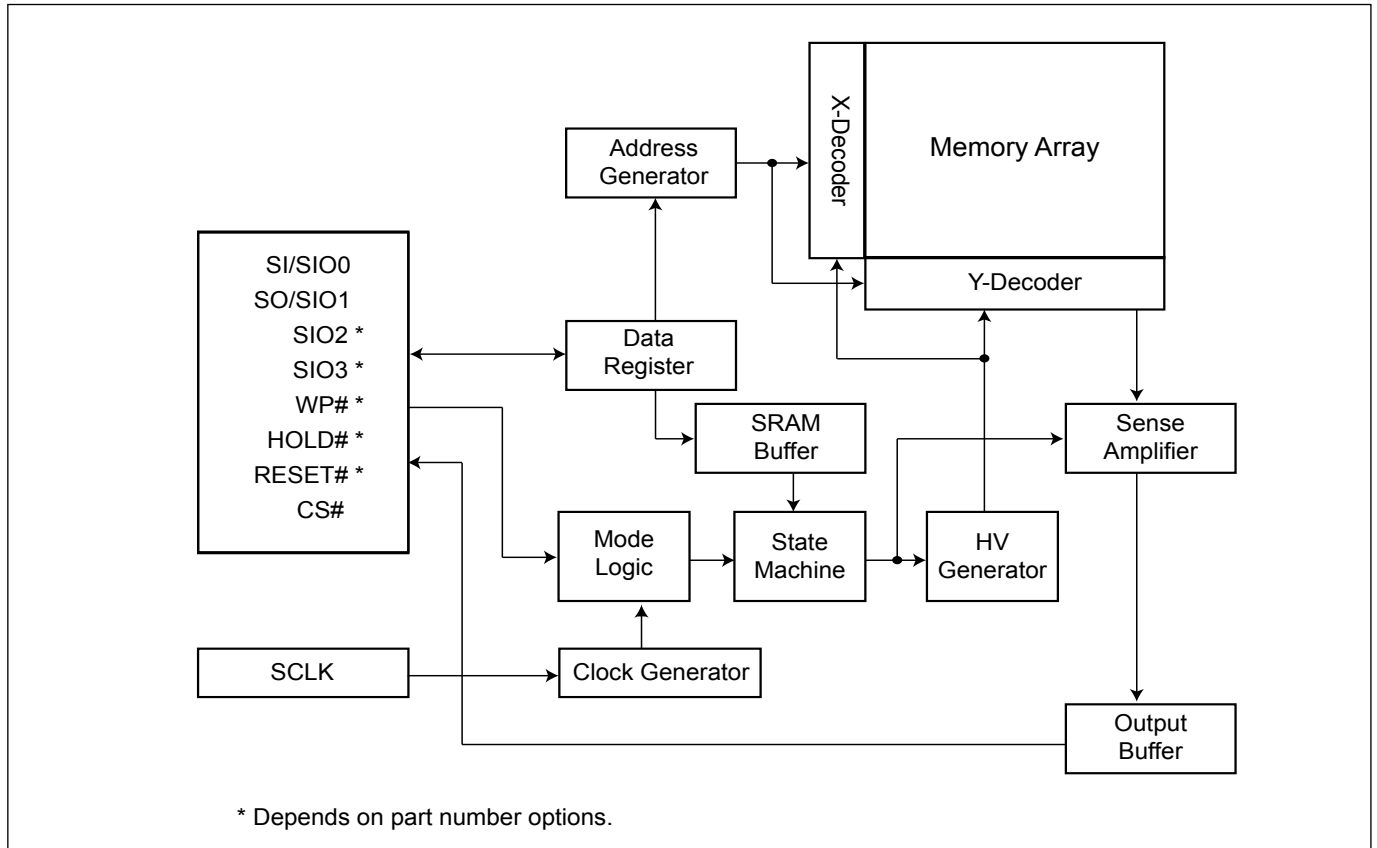 X-Decoder
Memory Array
Address
Generator
SI/SIO0
SO/SIO1
SIO2 *
SIO3 *
WP# *
HOLD# *
RESET# *
CS#
Y-Decoder
Data
Register
SRAM
Buffer
Sense
Amplifier
Mode
Logic
State
Machine
HV
Generator
SCLK
Clock Generator
Output
Buffer
* Depends on part number options.